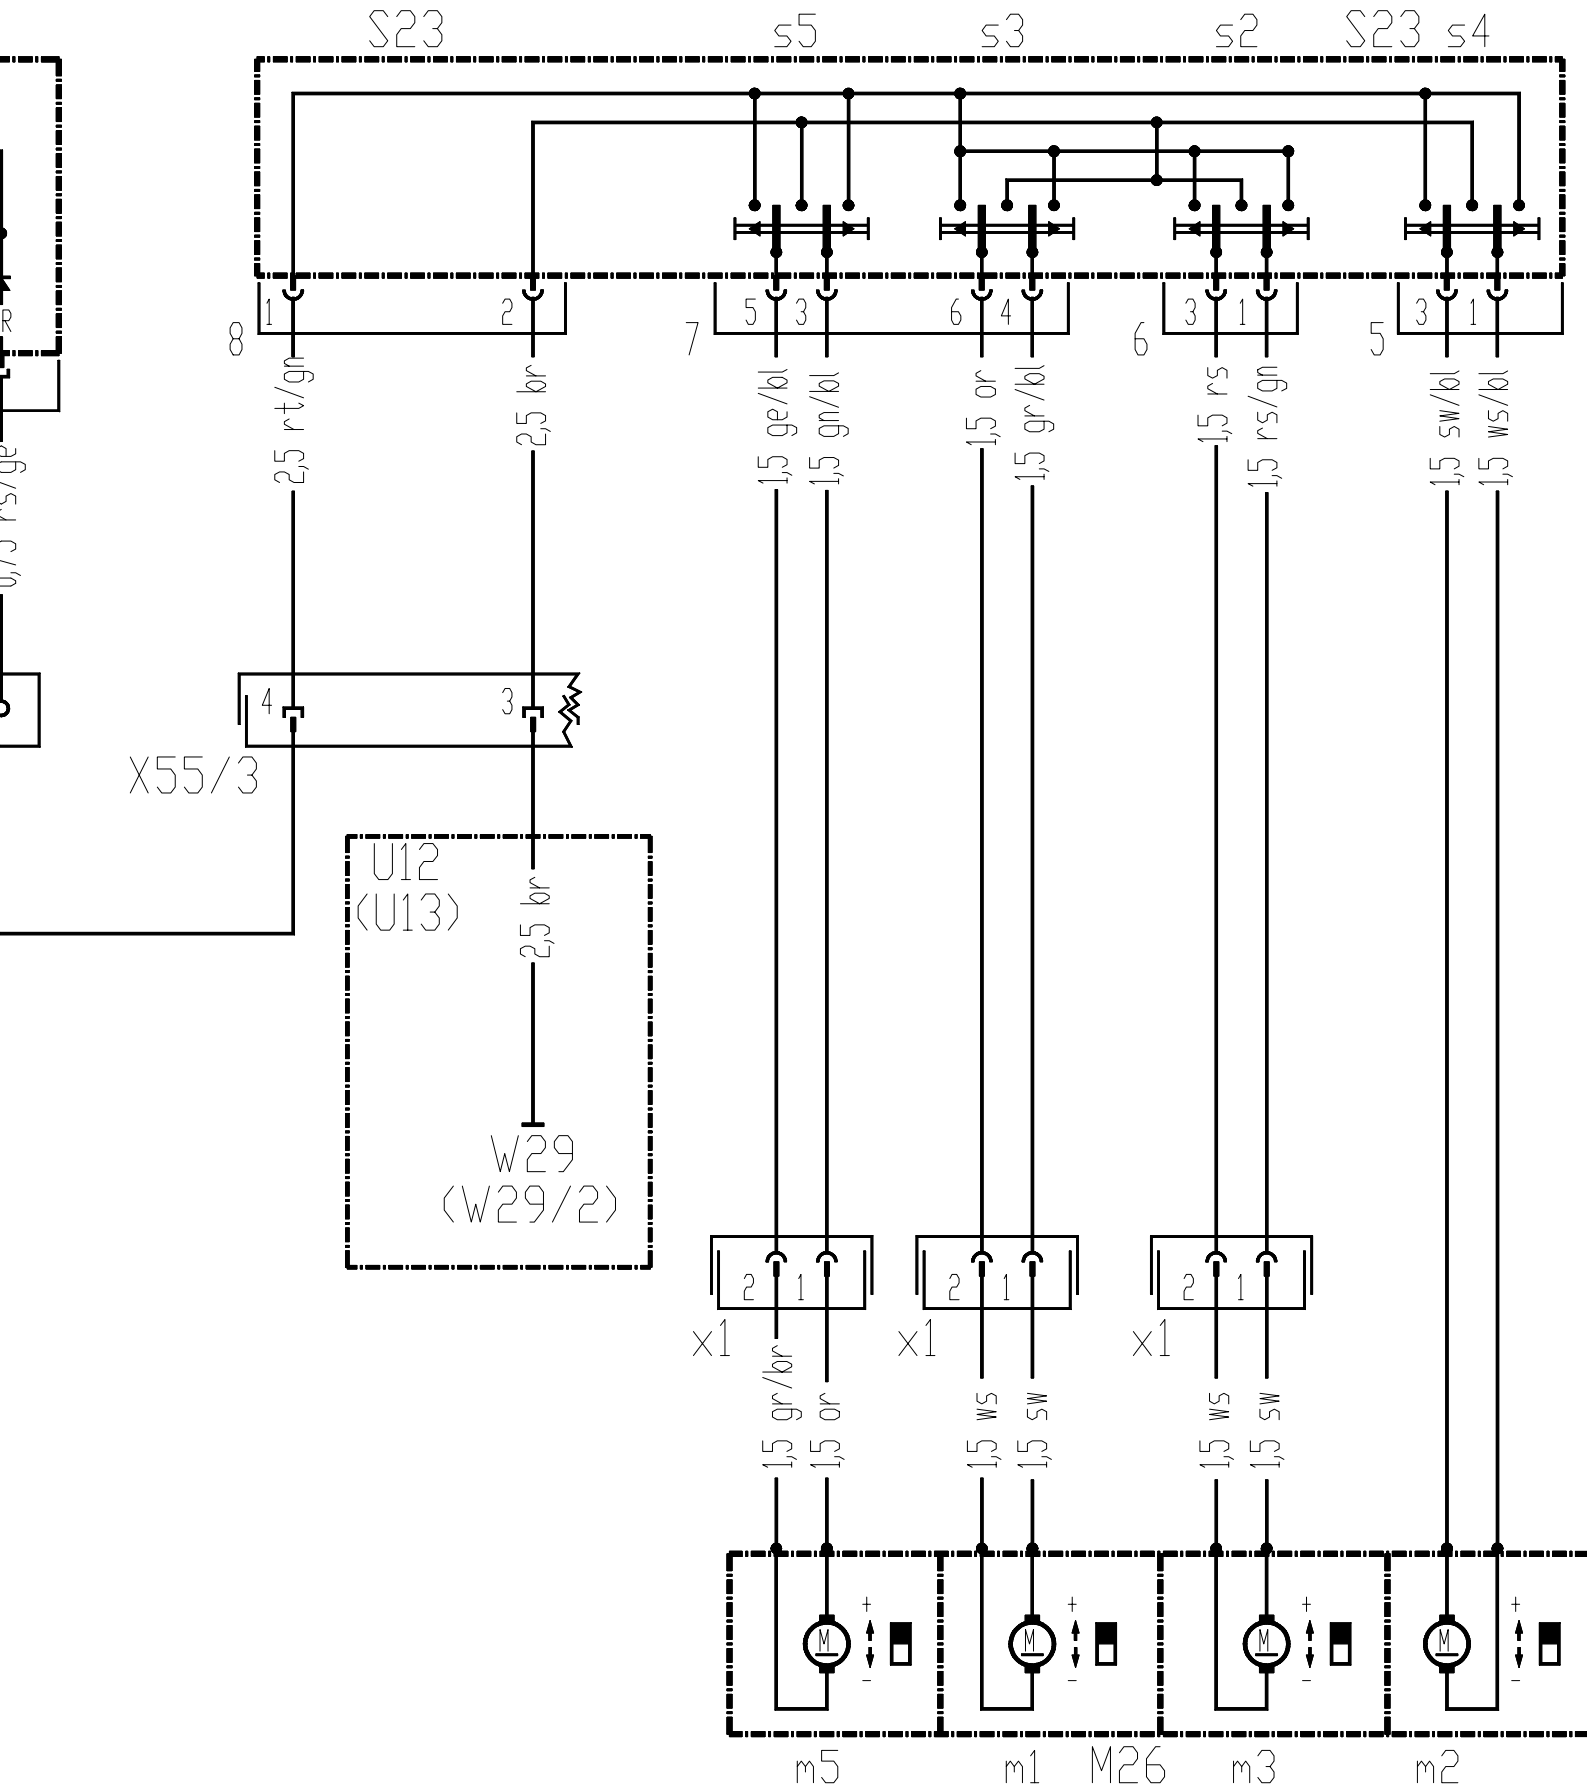 S23 s5 s3 s2 S23 s4
R
1 2 5 3 6 4 3 1 3 1
8 7 6 5
2,5 rt/gn
2,5 br
1,5 ge/bl
1,5 gn/bl
1,5 or
1,5 gr/bl
1,5 rs
1,5 rs/gn
1,5 sw/bl
1,5 ws/bl
0,75 rs/ge
4 3
X55/3
U12
(U13)
2,5 br
W29
(W29/2)
2 1 2 1 2 1
x1 x1 x1
1,5 gr/br
1,5 or
1,5 ws
1,5 sw
1,5 ws
1,5 sw
+ + + +
M M M M
- - - -
m5 m1 M26 m3 m2